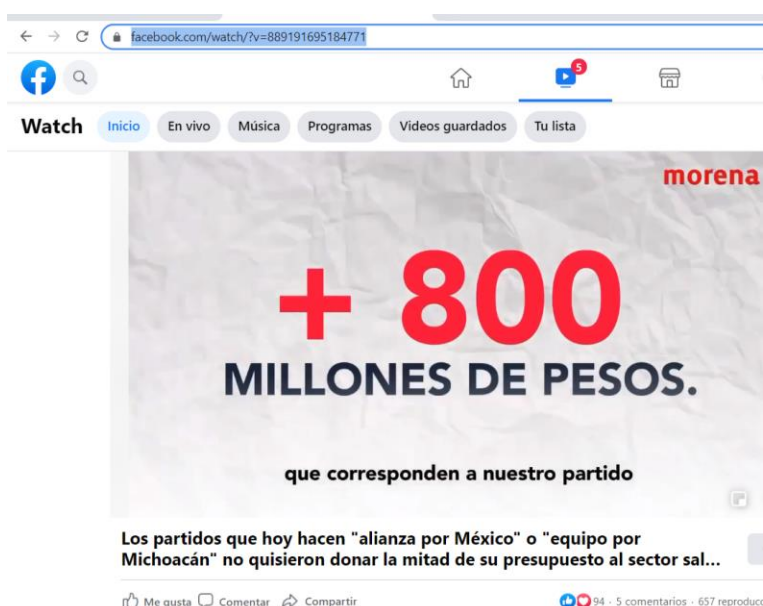 facebook.com/watch/?v=889191695184771
5
Watch Inicio En vivo Música Programas Videos guardados Tu lista
morena
+ 800
MILLONES DE PESOS.
que corresponden a nuestro partido
Los partidos que hoy hacen "alianza por México" o "equipo por
Michoacán" no quisieron donar la mitad de su presupuesto al sector sal...
Me gusta Comentar Compartir 94 · 5 comentarios · 657 reproduc